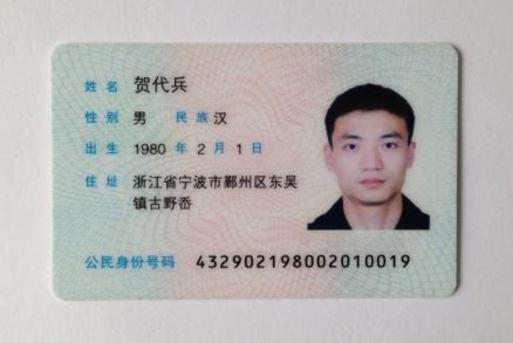 姓名 贺代兵
性别 男 民族 汉
出生 1980 年 2 月 1 日
住址 浙江省宁波市鄞州区东吴
镇古野岙
公民身份号码 432902198002010019